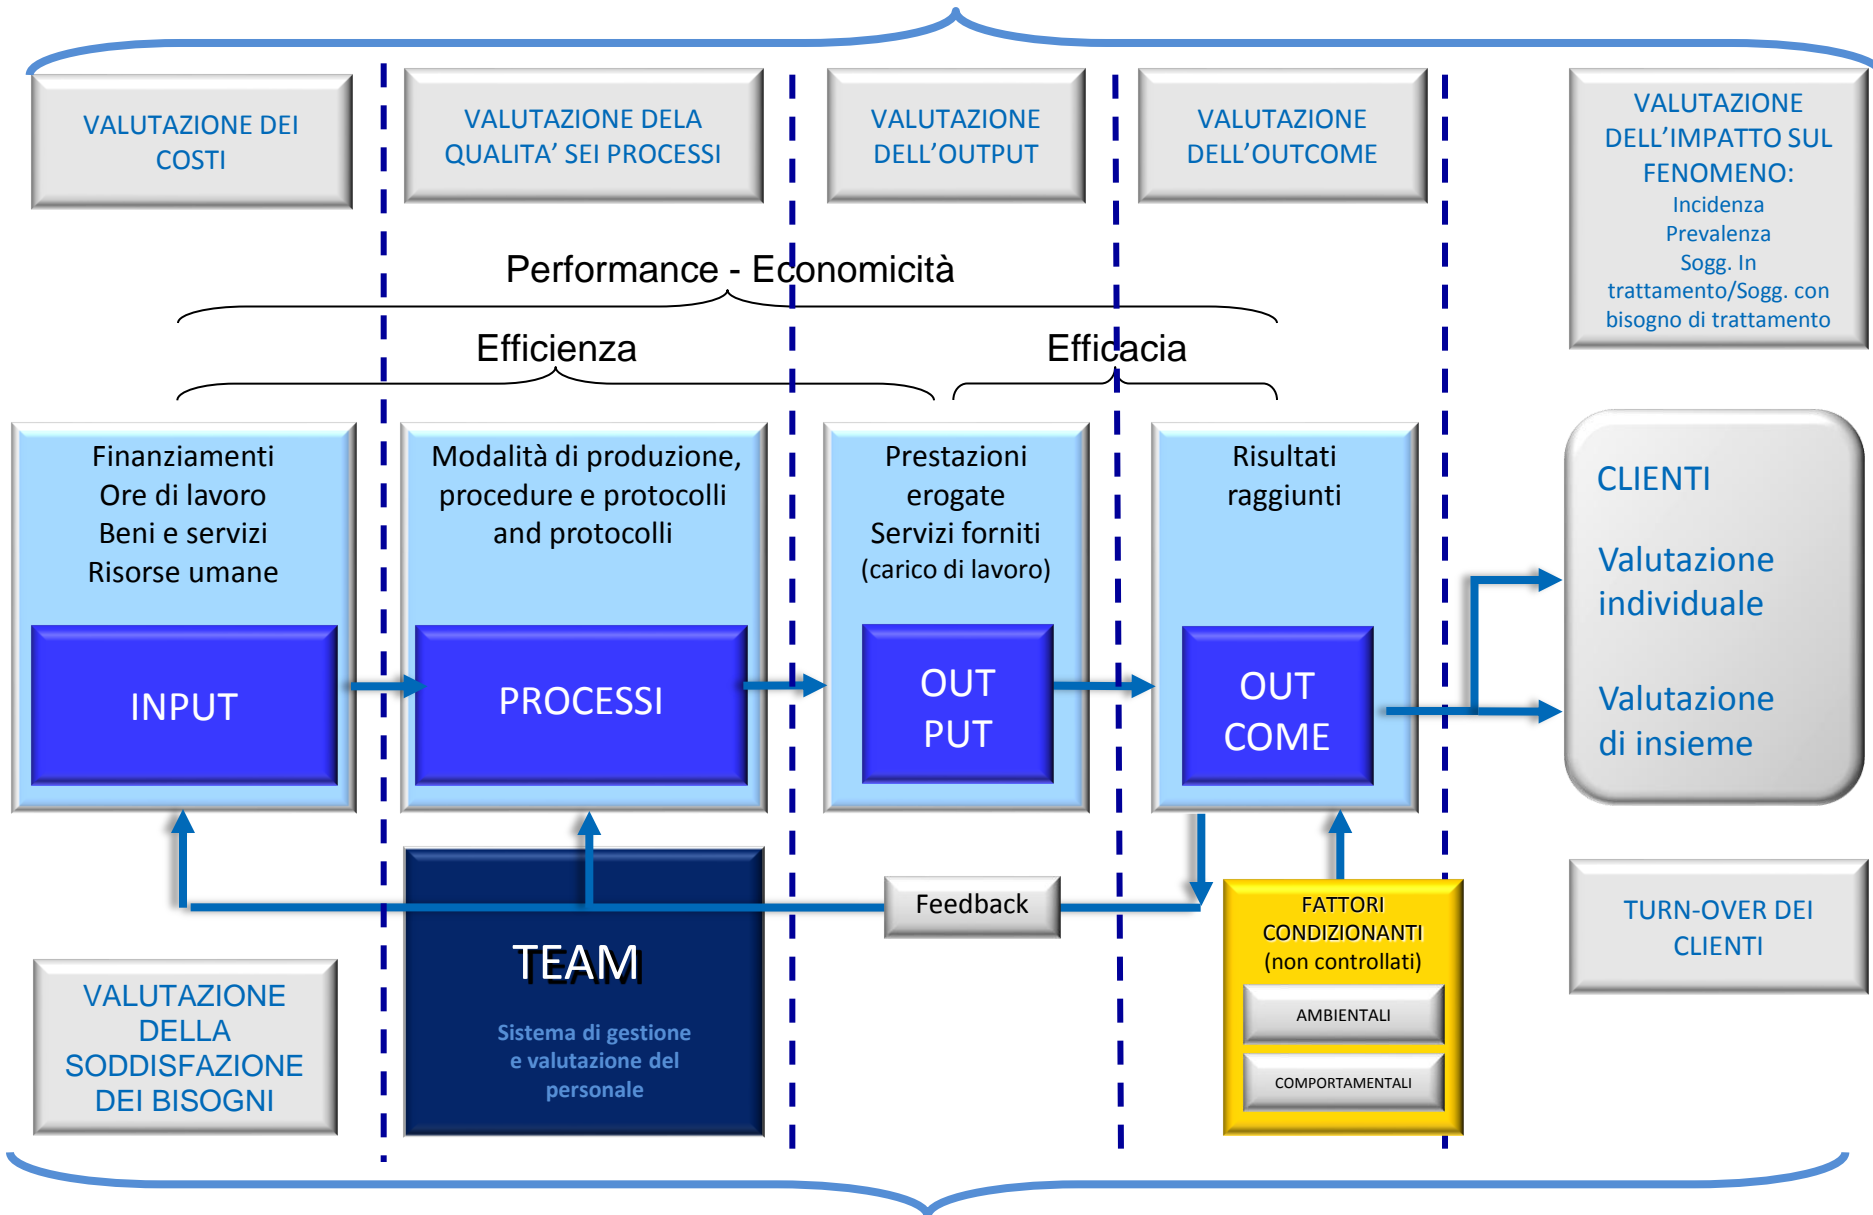 VALUTAZIONE DEI
COSTI
VALUTAZIONE DELA
QUALITA’ SEI PROCESSI
VALUTAZIONE
DELL’OUTPUT
VALUTAZIONE
DELL’OUTCOME
VALUTAZIONE
DELL’IMPATTO SUL
FENOMENO:
Incidenza
Prevalenza
Sogg. In
trattamento/Sogg. con
bisogno di trattamento
Performance - Economicità
Efficienza
Efficacia
Finanziamenti
Ore di lavoro
Beni e servizi
Risorse umane
INPUT
Modalità di produzione,
procedure e protocolli
and protocolli
PROCESSI
Prestazioni
erogate
Servizi forniti
(carico di lavoro)
OUT
PUT
Risultati
raggiunti
OUT
COME
CLIENTI
Valutazione
individuale
Valutazione
di insieme
Feedback
TEAM
Sistema di gestione
e valutazione del
personale
FATTORI
CONDIZIONANTI
(non controllati)
AMBIENTALI
COMPORTAMENTALI
TURN-OVER DEI
CLIENTI
VALUTAZIONE
DELLA
SODDISFAZIONE
DEI BISOGNI